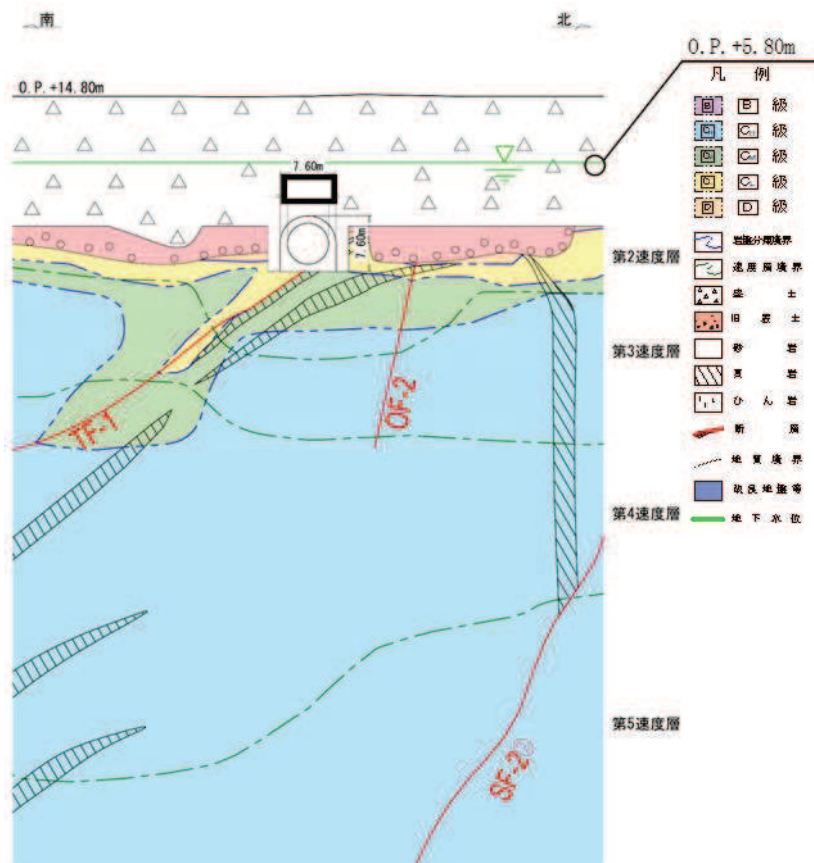 南
北
O.P.+5.80m
O.P.+14.80m
凡 例
B B 級
級
級
級
D D 級
7.60m
7.60m
岩盤分類境界
速度層境界
盛 土
旧 表 土
砂 岩
頁 岩
ひ ん 岩
断 層
地 質 境 界
改 良 地 盤 等
地 下 水 位
第2速度層
第3速度層
第4速度層
第5速度層
TF-1
OF-2
SF-2